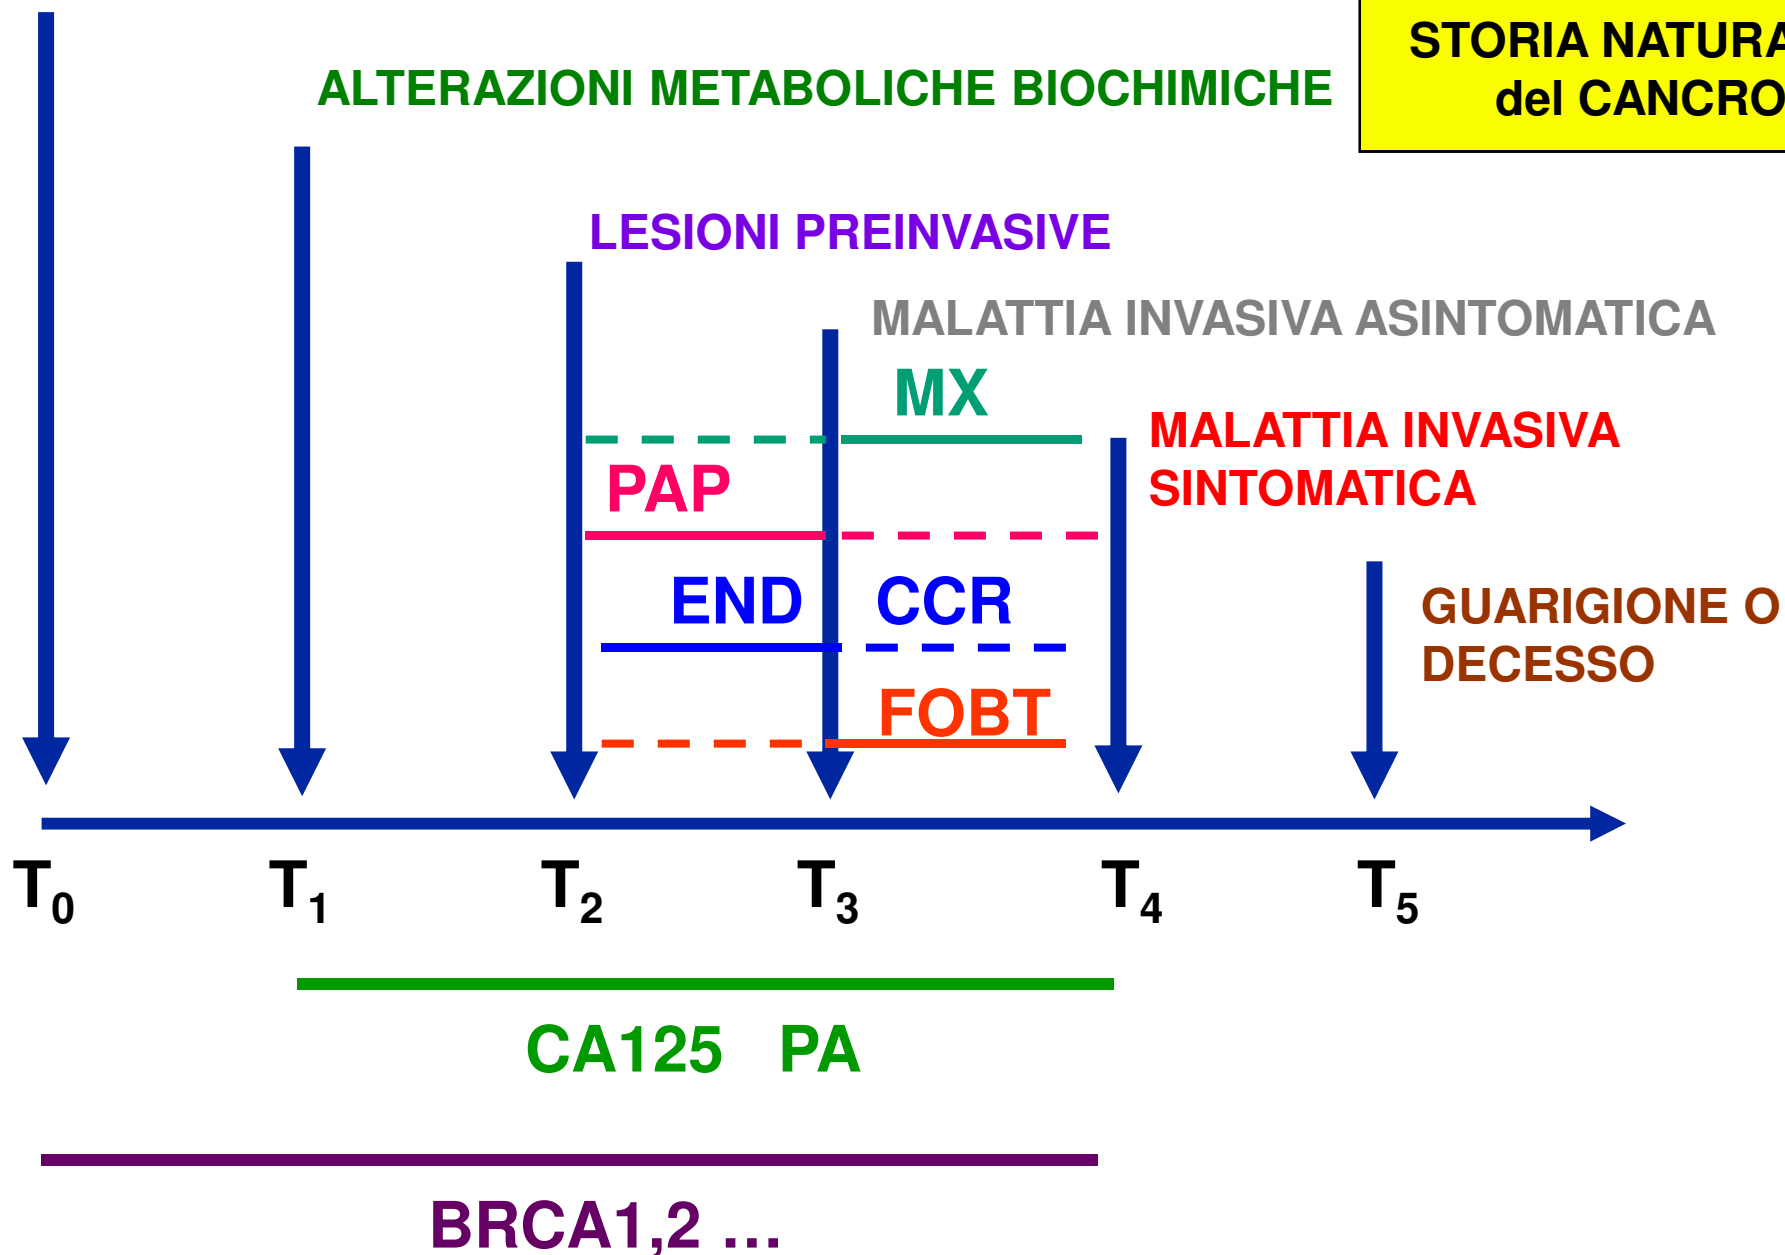 STORIA NATURA
del CANCRO
ALTERAZIONI METABOLICHE BIOCHIMICHE
LESIONI PREINVASIVE
MALATTIA INVASIVA ASINTOMATICA
MX
MALATTIA INVASIVA
SINTOMATICA
PAP
END CCR
GUARIGIONE O
DECESSO
FOBT
T0 T1 T2 T3 T4 T5
CA125 PA
BRCA1,2 ...